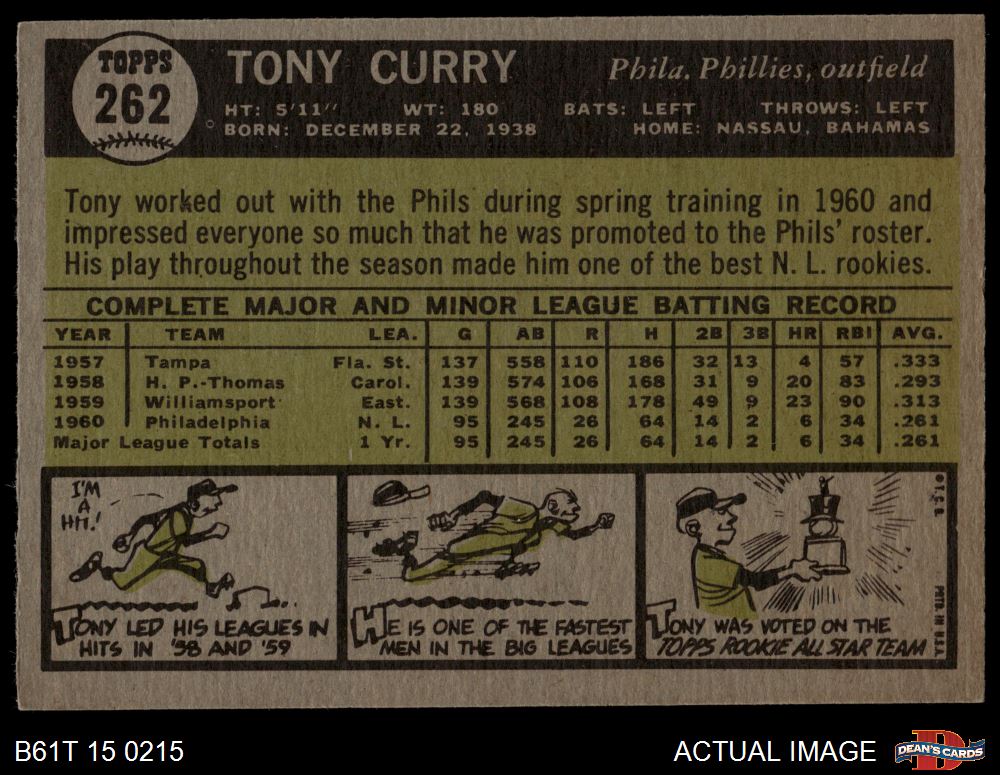 TOPPS
262
TONY CURRY
Phila. Phillies, outfield
HT: 5'11" WT: 180 BATS: LEFT THROWS: LEFT
BORN: DECEMBER 22, 1938 HOME: NASSAU, BAHAMAS
Tony worked out with the Phils during spring training in 1960 and
impressed everyone so much that he was promoted to the Phils' roster.
His play throughout the season made him one of the best N. L. rookies.
COMPLETE MAJOR AND MINOR LEAGUE BATTING RECORD
YEAR TEAM LEA. G AB R H 2B 3B HR RBI AVG.
1957 Tampa Fla. St. 137 558 110 186 32 13 4 57 .333
1958 H. P.-Thomas Carol. 139 574 106 168 31 9 20 83 .293
1959 Williamsport East. 139 568 108 178 49 9 23 90 .313
1960 Philadelphia N. L. 95 245 26 64 14 2 6 34 .261
Major League Totals 1 Yr. 95 245 26 64 14 2 6 34 .261
I'M
A
HIT!
TONY LED HIS LEAGUES IN
HITS IN '58 AND '59
HE IS ONE OF THE FASTEST
MEN IN THE BIG LEAGUES
TONY WAS VOTED ON THE
TOPPS ROOKIE ALL STAR TEAM
© T. C. G.
PRTD. IN U.S.A.
B61T 15 0215
ACTUAL IMAGE
D
DEAN'S CARDS